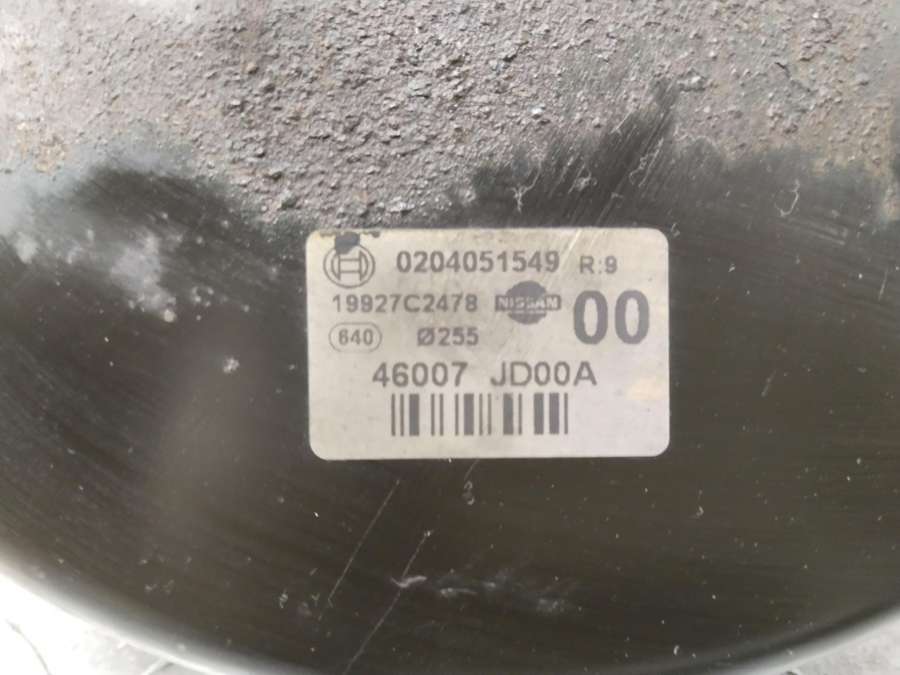 0204051549 R:9
19927C2478 NISSAN 00
640 Ø255
46007 JD00A